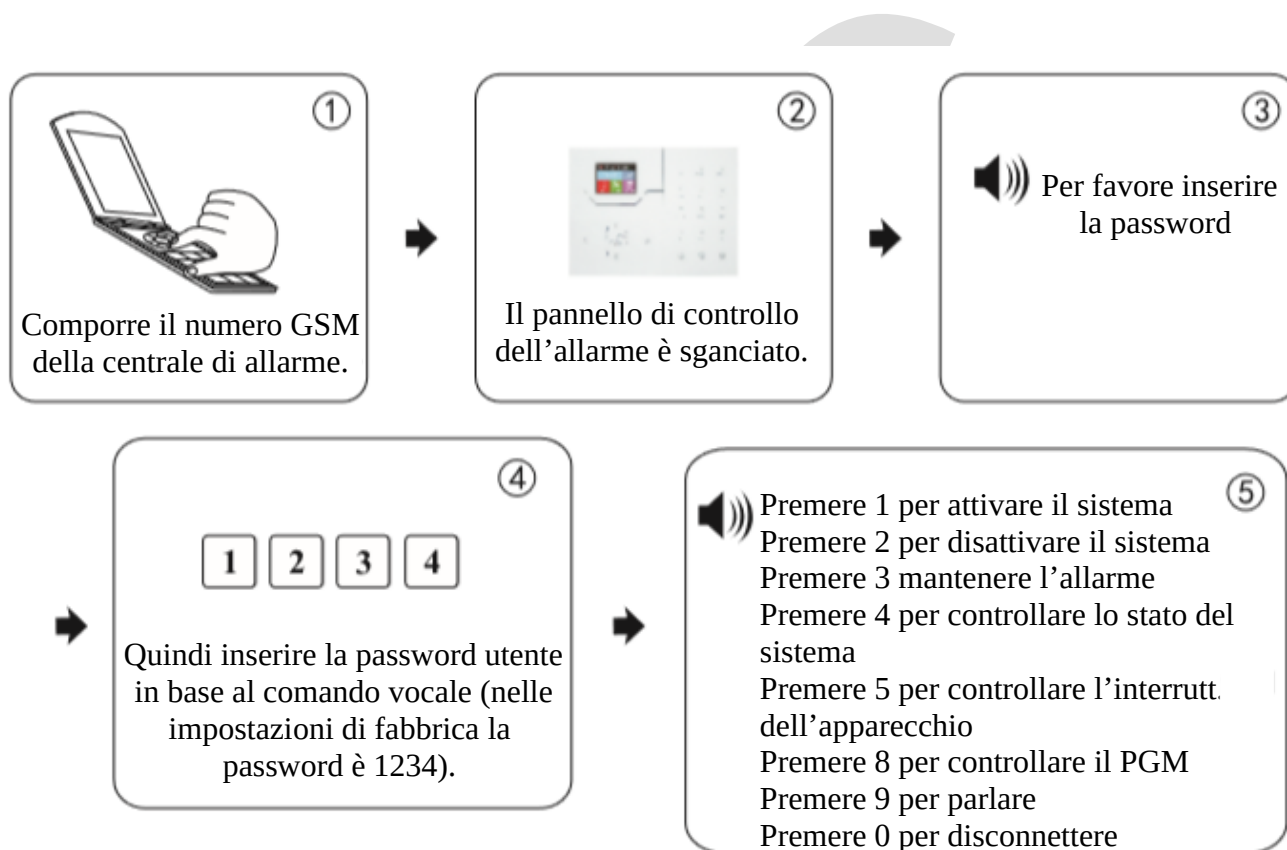 ①
Comporre il numero GSM
della centrale di allarme.
②
Il pannello di controllo
dell’allarme è sganciato.
③
Per favore inserire
la password
④
1 2 3 4
Quindi inserire la password utente
in base al comando vocale (nelle
impostazioni di fabbrica la
password è 1234).
⑤
Premere 1 per attivare il sistema
Premere 2 per disattivare il sistema
Premere 3 mantenere l’allarme
Premere 4 per controllare lo stato del
sistema
Premere 5 per controllare l’interrutt.
dell’apparecchio
Premere 8 per controllare il PGM
Premere 9 per parlare
Premere 0 per disconnettere